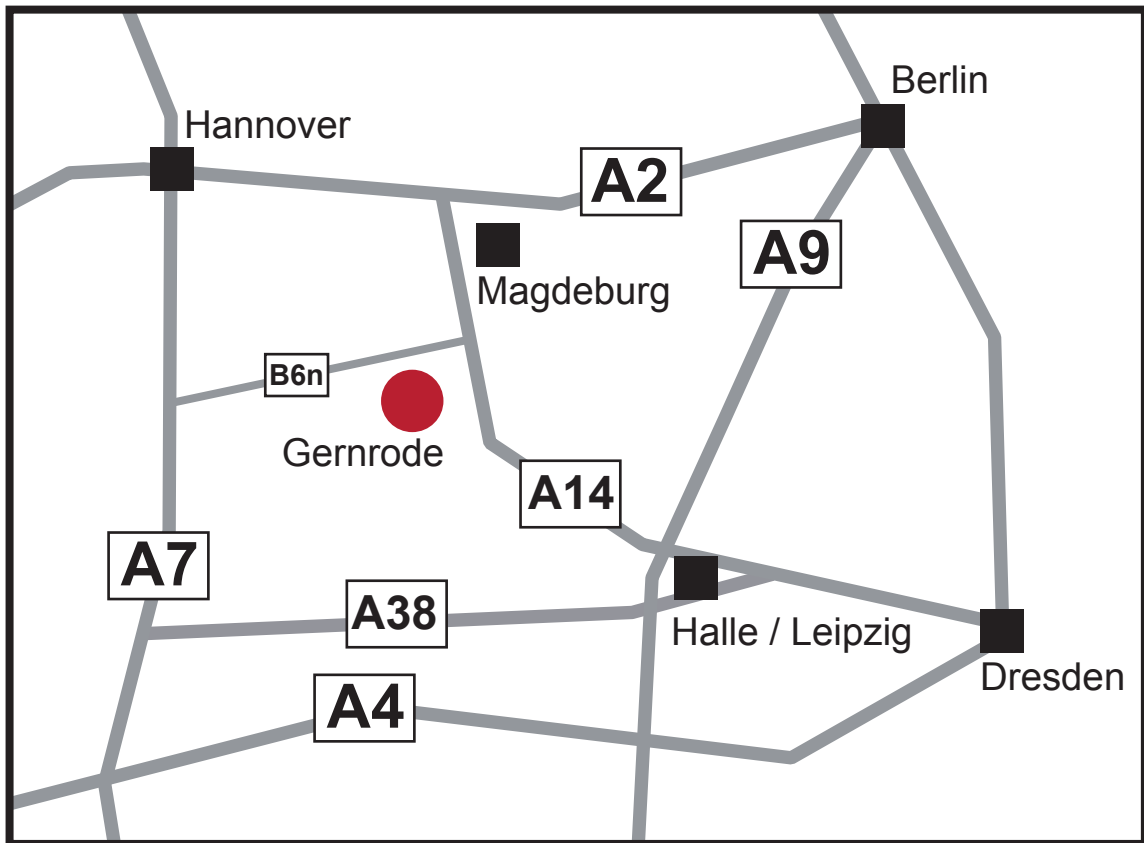 Berlin
Hannover
A2
A9
Magdeburg
B6n
Gernrode
A14
A7
A38
Halle / Leipzig
Dresden
A4